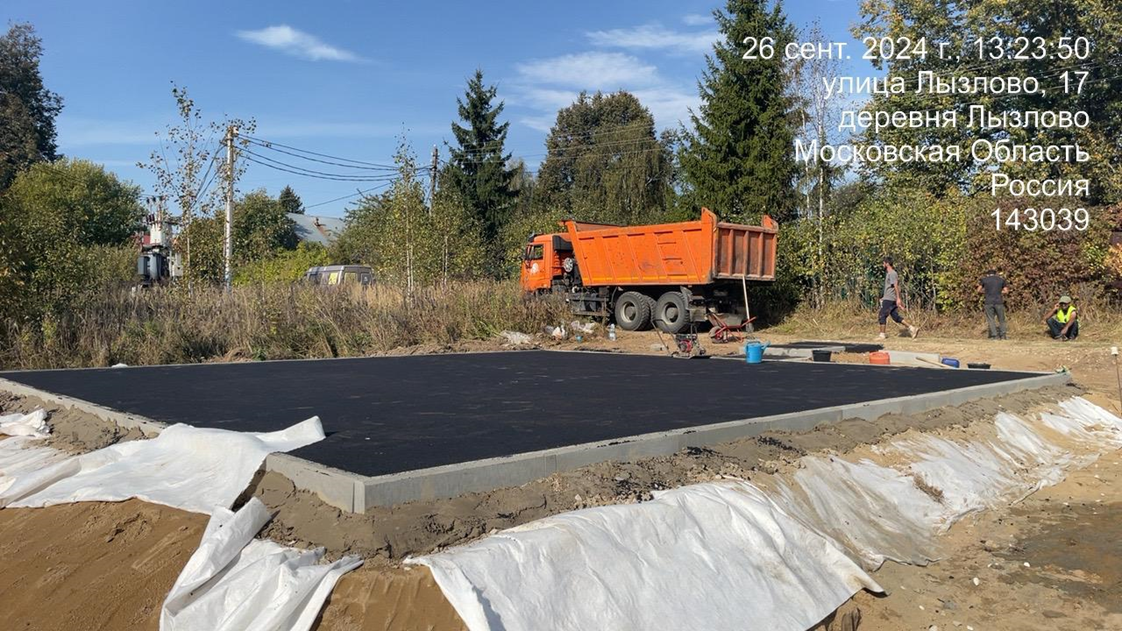 26 сент. 2024 г., 13:23:50
улица Лызлово, 17
деревня Лызлово
Московская Область
Россия
143039